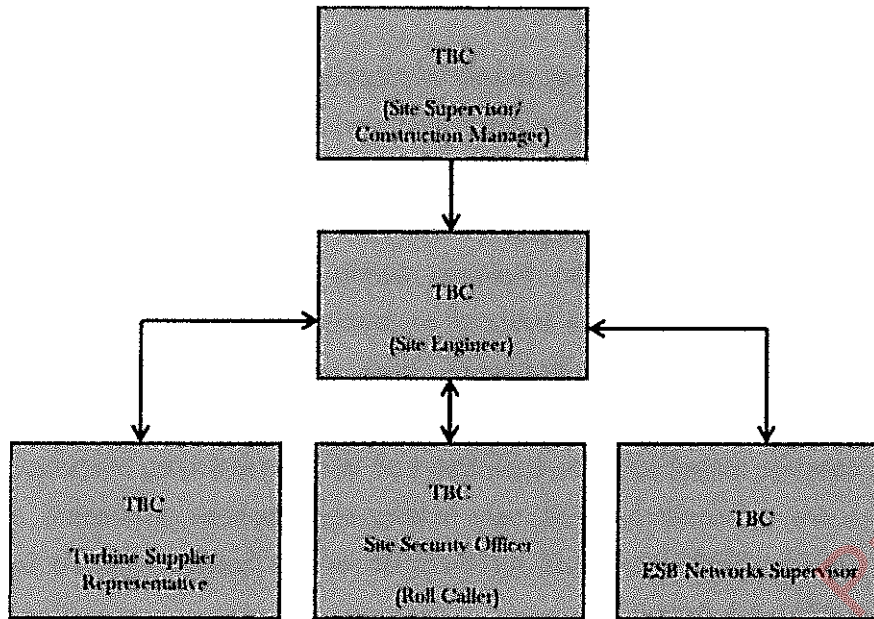 TBC
(Site Supervisor/
Construction Manager)
TBC
(Site Engineer)
TBC
Turbine Supplier
Representative
TBC
Site Security Officer
(Roll Caller)
TBC
ESB Networks Supervisor